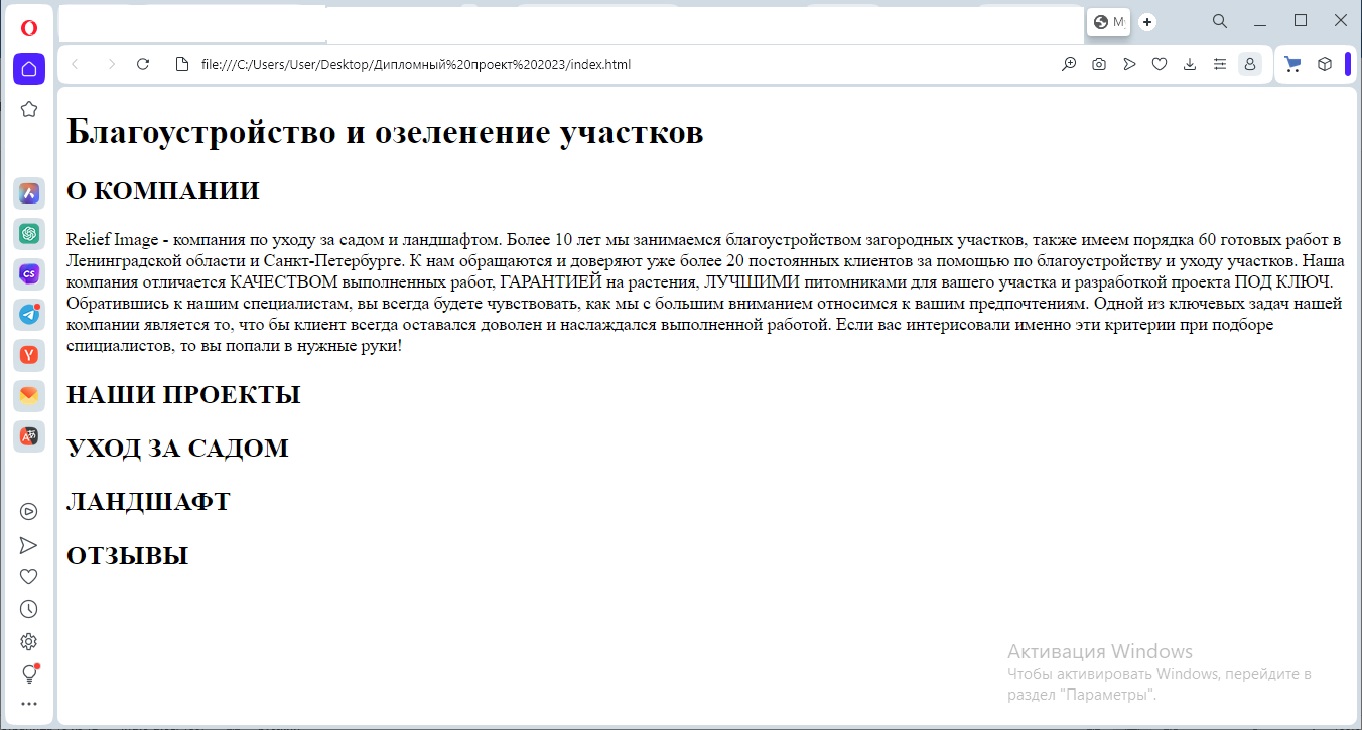 M
file:///C:/Users/User/Desktop/Дипломный%20проект%202023/index.html
Благоустройство и озеленение участков
О КОМПАНИИ
Relief Image - компания по уходу за садом и ландшафтом. Более 10 лет мы занимаемся благоустройством загородных участков, также имеем порядка 60 готовых работ в
Ленинградской области и Санкт-Петербурге. К нам обращаются и доверяют уже более 20 постоянных клиентов за помощью по благоустройству и уходу участков. Наша
компания отличается КАЧЕСТВОМ выполненных работ, ГАРАНТИЕЙ на растения, ЛУЧШИМИ питомниками для вашего участка и разработкой проекта ПОД КЛЮЧ.
Обратившись к нашим специалистам, вы всегда будете чувствовать, как мы с большим вниманием относимся к вашим предпочтениям. Одной из ключевых задач нашей
компании является то, что бы клиент всегда оставался доволен и наслаждался выполненной работой. Если вас интерисовали именно эти критерии при подборе
спициалистов, то вы попали в нужные руки!
НАШИ ПРОЕКТЫ
УХОД ЗА САДОМ
ЛАНДШАФТ
ОТЗЫВЫ
Активация Windows
Чтобы активировать Windows, перейдите в
раздел "Параметры".